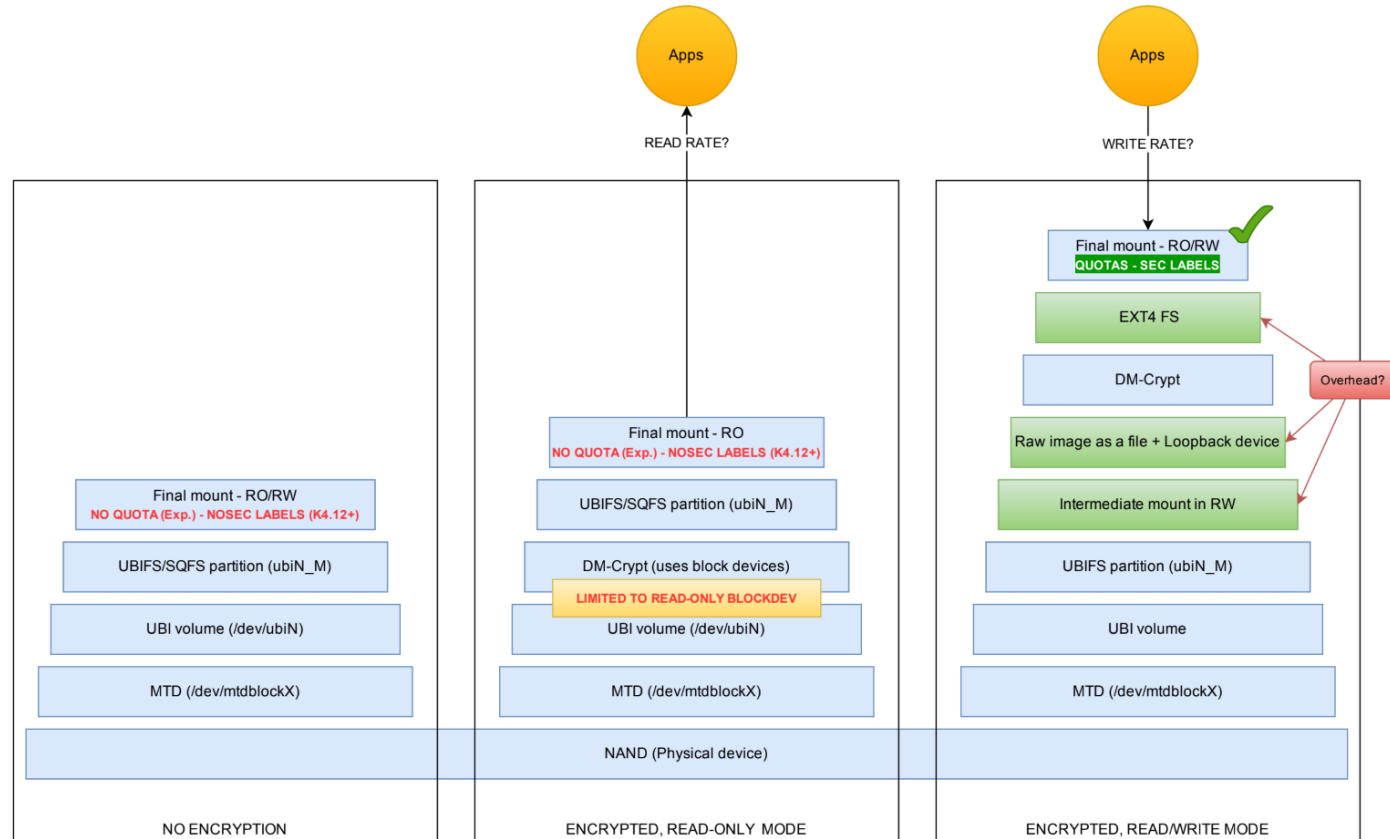 Apps
Apps
READ RATE?
WRITE RATE?
Final mount - RO/RW
NO QUOTA (Exp.) - NOSEC LABELS (K4.12+)
UBIFS/SQFS partition (ubiN_M)
UBI volume (/dev/ubiN)
MTD (/dev/mtdblockX)
Final mount - RO
NO QUOTA (Exp.) - NOSEC LABELS (K4.12+)
UBIFS/SQFS partition (ubiN_M)
DM-Crypt (uses block devices)
LIMITED TO READ-ONLY BLOCKDEV
UBI volume (/dev/ubiN)
MTD (/dev/mtdblockX)
Final mount - RO/RW
QUOTAS - SEC LABELS
EXT4 FS
DM-Crypt
Overhead?
Raw image as a file + Loopback device
Intermediate mount in RW
UBIFS partition (ubiN_M)
UBI volume
MTD (/dev/mtdblockX)
NAND (Physical device)
NO ENCRYPTION
ENCRYPTED, READ-ONLY MODE
ENCRYPTED, READ/WRITE MODE